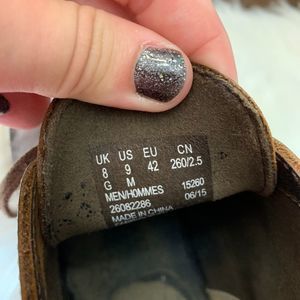 UK US EU CN
8 9 42 260/2.5
G M
MEN/HOMMES 15260
26082286 06/15
MADE IN CHINA